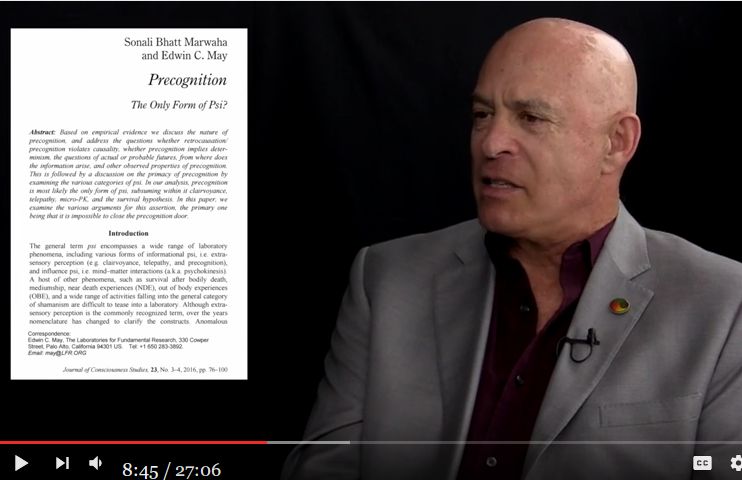 Sonali Bhatt Marwaha
and Edwin C. May
Precognition
The Only Form of Psi?
Abstract: Based on empirical evidence we discuss the nature of
precognition, and address the questions whether retrocausation/
precognition violates causality, whether precognition implies deter-
minism, the questions of actual or probable futures, from where does
the information arise, and other observed properties of precognition.
This is followed by a discussion on the primacy of precognition by
examining the various categories of psi. In our analysis, precognition
is most likely the only form of psi, subsuming within it clairvoyance,
telepathy, micro-PK, and the survival hypothesis. In this paper, we
examine the various arguments for this assertion, the primary one
being that it is impossible to close the precognition door.
Introduction
The general term psi encompasses a wide range of laboratory
phenomena, including various forms of informational psi, i.e. extra-
sensory perception (e.g. clairvoyance, telepathy, and precognition),
and influence psi, i.e. mind–matter interactions (a.k.a. psychokinesis).
A host of other phenomena, such as survival after bodily death,
mediumship, near death experiences (NDE), out of body experiences
(OBE), and a wide range of activities falling into the general category
of shamanism are difficult to tease into a laboratory. Although extra-
sensory perception is the commonly recognized term, over the years
nomenclature has changed to clarify the constructs. Anomalous
Correspondence:
Edwin C. May, The Laboratories for Fundamental Research, 330 Cowper
Street, Palo Alto, California 94301 US. Tel: +1 650 283-3892.
Email: may@LFR.ORG
Journal of Consciousness Studies, 23, No. 3–4, 2016, pp. 76–100
8:45 / 27:06
CC